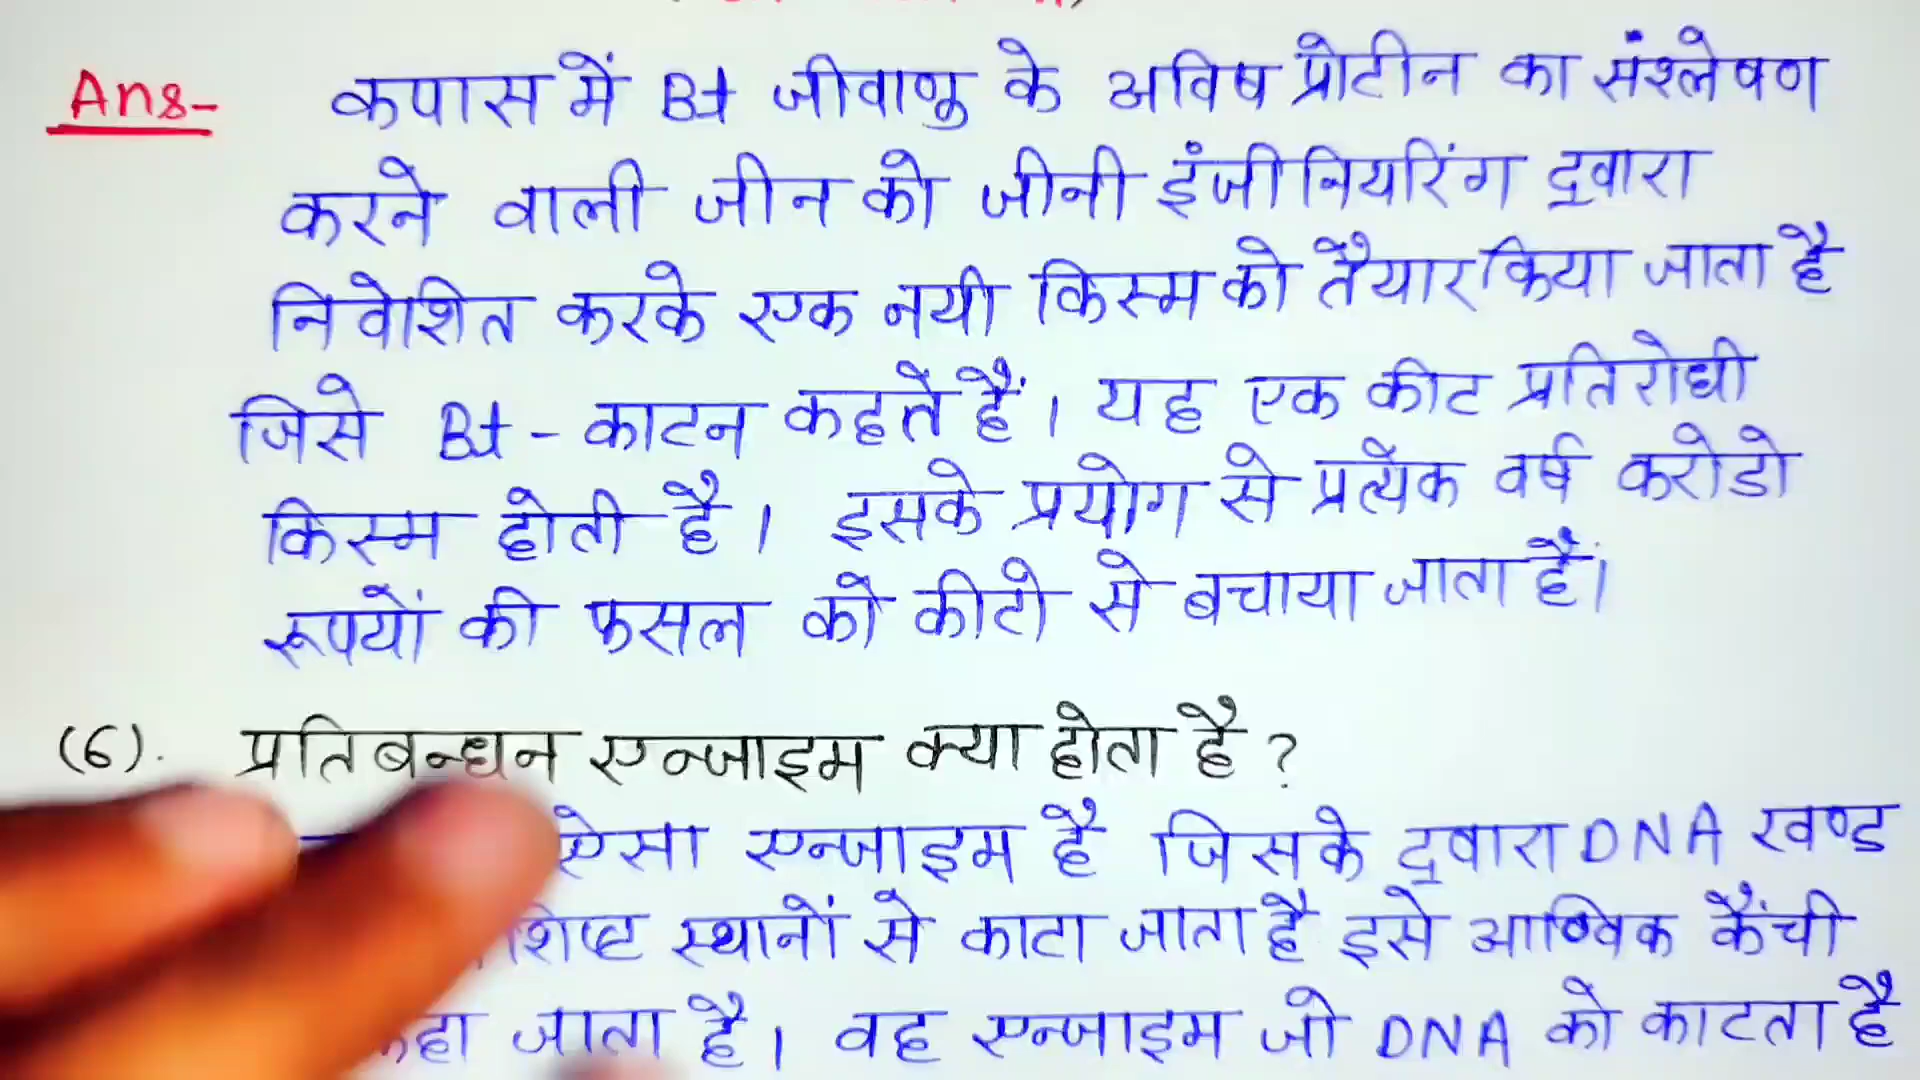 Ans- कपास में Bt जीवाणु के अविष प्रोटीन का संश्लेषण
करने वाली जीन को जीनी इंजीनियरिंग द्वारा
निवेशित करके एक नयी किस्म को तैयार किया जाता है
जिसे Bt - काटन कहते हैं। यह एक कीट प्रतिरोधी
किस्म होती है। इसके प्रयोग से प्रत्येक वर्ष करोडो
रूपयों की फसल को कीटो से बचाया जाता हैं।
(6). प्रतिबन्धन एन्जाइम क्या होता है ?
ऐसा एन्जाइम है जिसके द्वारा DNA खण्ड
स्थानों से काटा जाता है इसे आण्विक कैंची
कहा जाता है। वह एन्जाइम जो DNA को काटता है